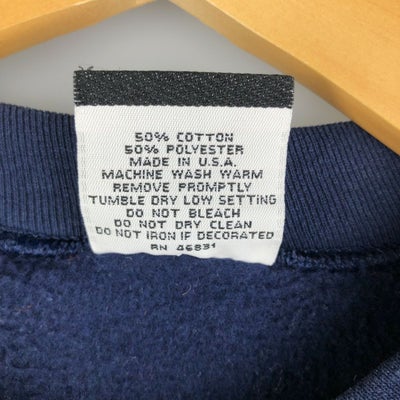 50% COTTON
50% POLYESTER
MADE IN U.S.A.
MACHINE WASH WARM
REMOVE PROMPTLY
TUMBLE DRY LOW SETTING
DO NOT BLEACH
DO NOT DRY CLEAN
DO NOT IRON IF DECORATED
RN 46831